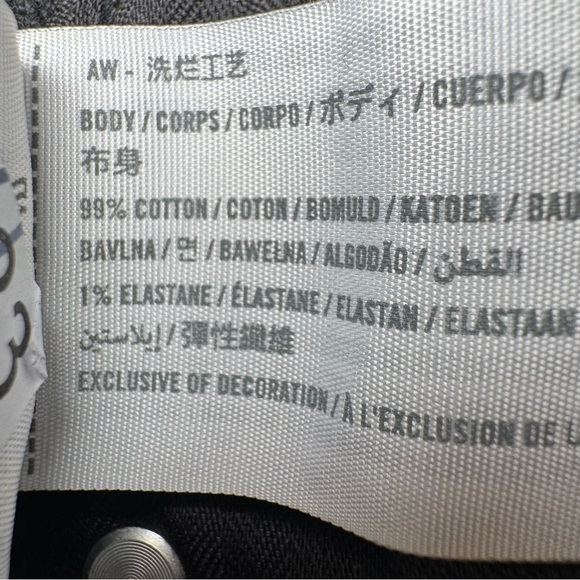 AW - 洗烂工艺
BODY / CORPS / CORPO / ボディ / CUERPO /
布身
99% COTTON / COTON / BOMULD / KATOEN / BAU
BAVLNA / 면 / BAWEŁNA / ALGODÃO / القطن
1% ELASTANE / ÉLASTANE / ELASTAN / ELASTAAN
إيلاستين / 彈性纖維
EXCLUSIVE OF DECORATION / À L'EXCLUSION DE L